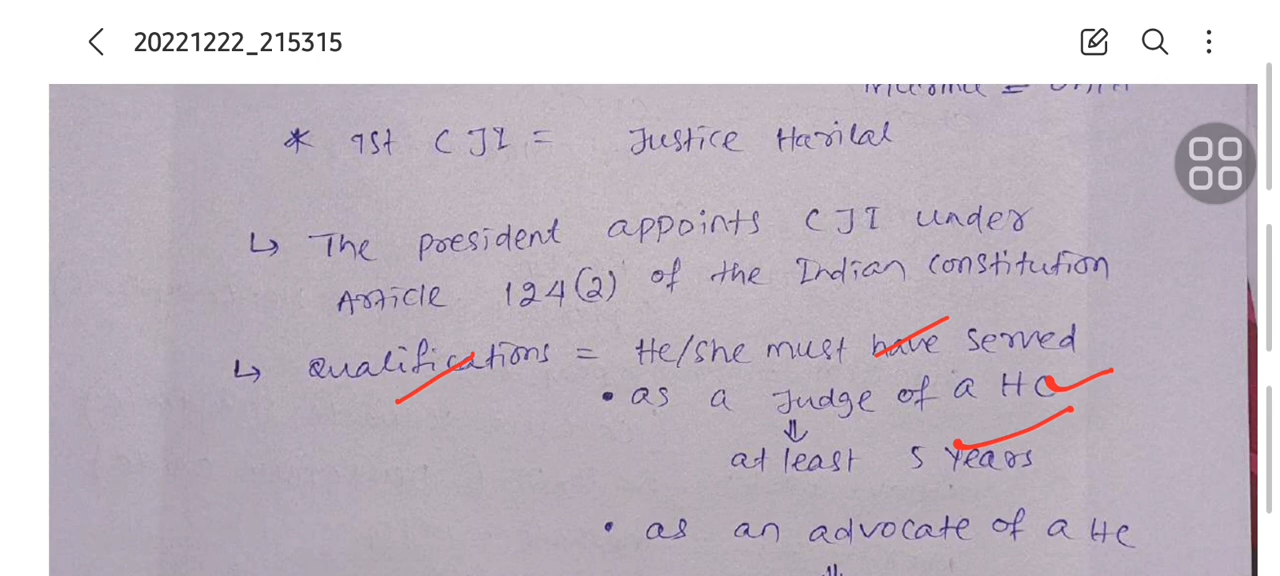 20221222_215315
* 1st CJI = Justice Harilal
↳ The president appoints CJI under
Article 124(2) of the Indian constitution
↳ Qualifications = He/she must have served
• as a Judge of a HC
⇓
at least 5 years
• as an advocate of a HC
⇓